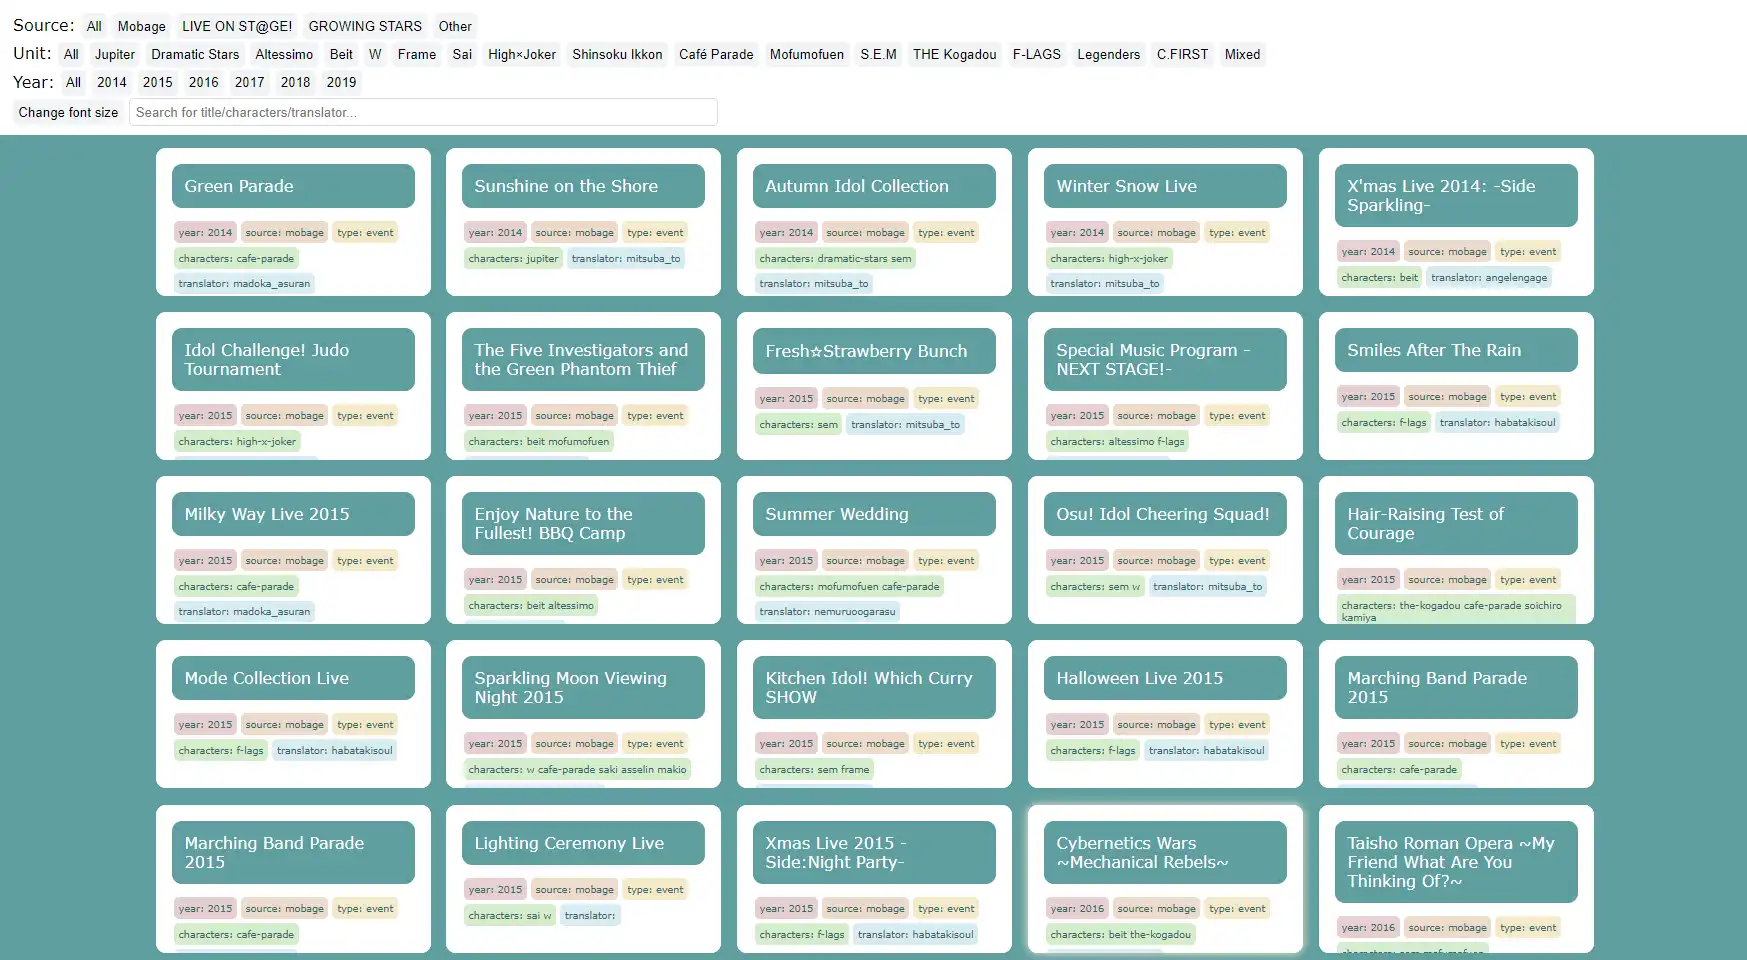 Source: All Mobage LIVE ON ST@GE! GROWING STARS Other
Unit: All Jupiter Dramatic Stars Altessimo Beit W Frame Sai High×Joker Shinsoku Ikkon Café Parade Mofumofuen S.E.M THE Kogadou F-LAGS Legenders C.FIRST Mixed
Year: All 2014 2015 2016 2017 2018 2019
Change font size Search for title/characters/translator...
Green Parade
year: 2014 source: mobage type: event
characters: cafe-parade
translator: madoka_asuran
Sunshine on the Shore
year: 2014 source: mobage type: event
characters: jupiter translator: mitsuba_to
Autumn Idol Collection
year: 2014 source: mobage type: event
characters: dramatic-stars sem
translator: mitsuba_to
Winter Snow Live
year: 2014 source: mobage type: event
characters: high-x-joker
translator: mitsuba_to
X'mas Live 2014: -Side
Sparkling-
year: 2014 source: mobage type: event
characters: beit translator: angelengage
Idol Challenge! Judo
Tournament
year: 2015 source: mobage type: event
characters: high-x-joker
The Five Investigators and
the Green Phantom Thief
year: 2015 source: mobage type: event
characters: beit mofumofuen
Fresh☆Strawberry Bunch
year: 2015 source: mobage type: event
characters: sem translator: mitsuba_to
Special Music Program -
NEXT STAGE!-
year: 2015 source: mobage type: event
characters: altessimo f-lags
Smiles After The Rain
year: 2015 source: mobage type: event
characters: f-lags translator: habatakisoul
Milky Way Live 2015
year: 2015 source: mobage type: event
characters: cafe-parade
translator: madoka_asuran
Enjoy Nature to the
Fullest! BBQ Camp
year: 2015 source: mobage type: event
characters: beit altessimo
Summer Wedding
year: 2015 source: mobage type: event
characters: mofumofuen cafe-parade
translator: nemuruoogarasu
Osu! Idol Cheering Squad!
year: 2015 source: mobage type: event
characters: sem w translator: mitsuba_to
Hair-Raising Test of
Courage
year: 2015 source: mobage type: event
characters: the-kogadou cafe-parade soichiro
kamiya
Mode Collection Live
year: 2015 source: mobage type: event
characters: f-lags translator: habatakisoul
Sparkling Moon Viewing
Night 2015
year: 2015 source: mobage type: event
characters: w cafe-parade saki asselin makio
Kitchen Idol! Which Curry
SHOW
year: 2015 source: mobage type: event
characters: sem frame
Halloween Live 2015
year: 2015 source: mobage type: event
characters: f-lags translator: habatakisoul
Marching Band Parade
2015
year: 2015 source: mobage type: event
characters: cafe-parade
Marching Band Parade
2015
year: 2015 source: mobage type: event
characters: cafe-parade
Lighting Ceremony Live
year: 2015 source: mobage type: event
characters: sai w translator:
Xmas Live 2015 -
Side:Night Party-
year: 2015 source: mobage type: event
characters: f-lags translator: habatakisoul
Cybernetics Wars
~Mechanical Rebels~
year: 2016 source: mobage type: event
characters: beit the-kogadou
Taisho Roman Opera ~My
Friend What Are You
Thinking Of?~
year: 2016 source: mobage type: event
characters: sem mofumofuen